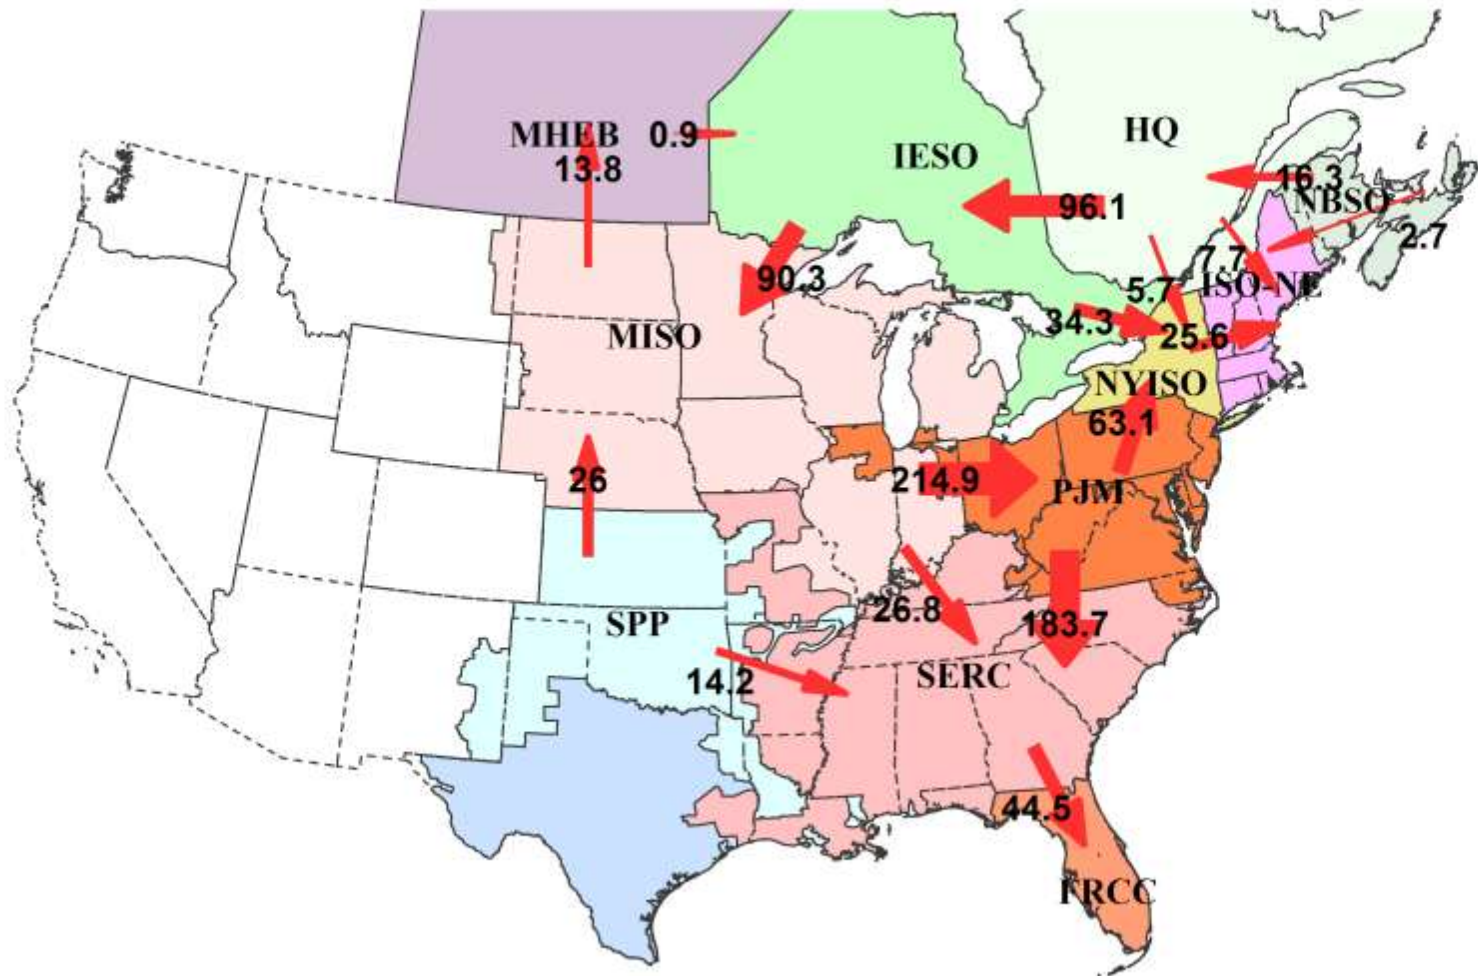 MHEB
0.9
13.8
IESO
HQ
96.1
16.3
NBSO
2.7
90.3
7.7
ISO-NE
5.7
MISO
34.3
25.6
NYISO
63.1
26
214.9
PJM
26.8
183.7
SPP
14.2
SERC
44.5
FRCC